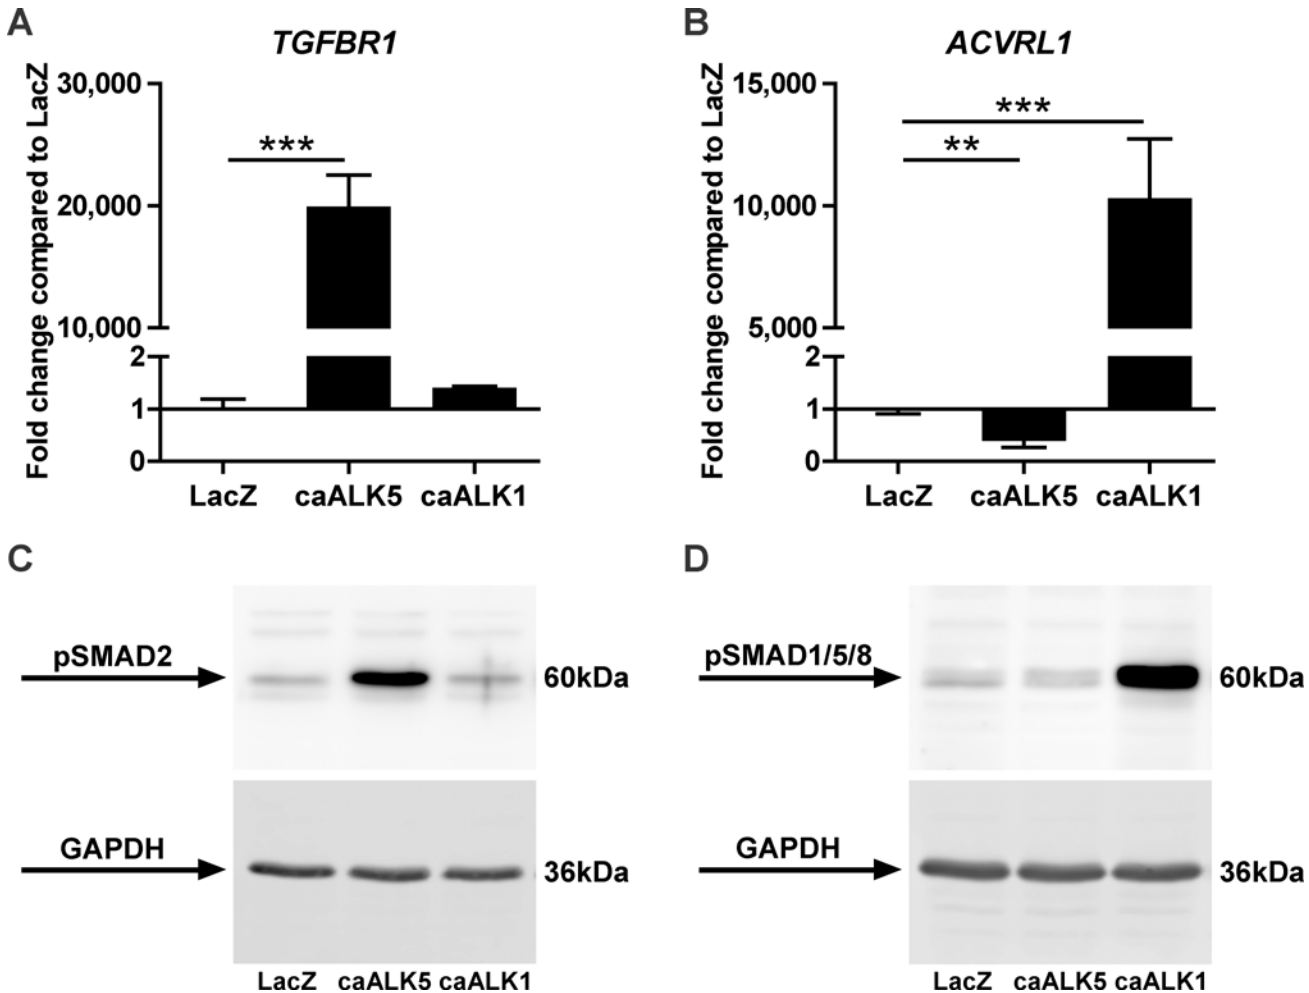 A
TGFBR1
Fold change compared to LacZ
30,000
20,000
10,000
2
1
0
***
LacZ caALK5 caALK1
B
ACVRL1
Fold change compared to LacZ
15,000
10,000
5,000
2
1
0
***
**
LacZ caALK5 caALK1
C
pSMAD2
60kDa
GAPDH
36kDa
LacZ caALK5 caALK1
D
pSMAD1/5/8
60kDa
GAPDH
36kDa
LacZ caALK5 caALK1